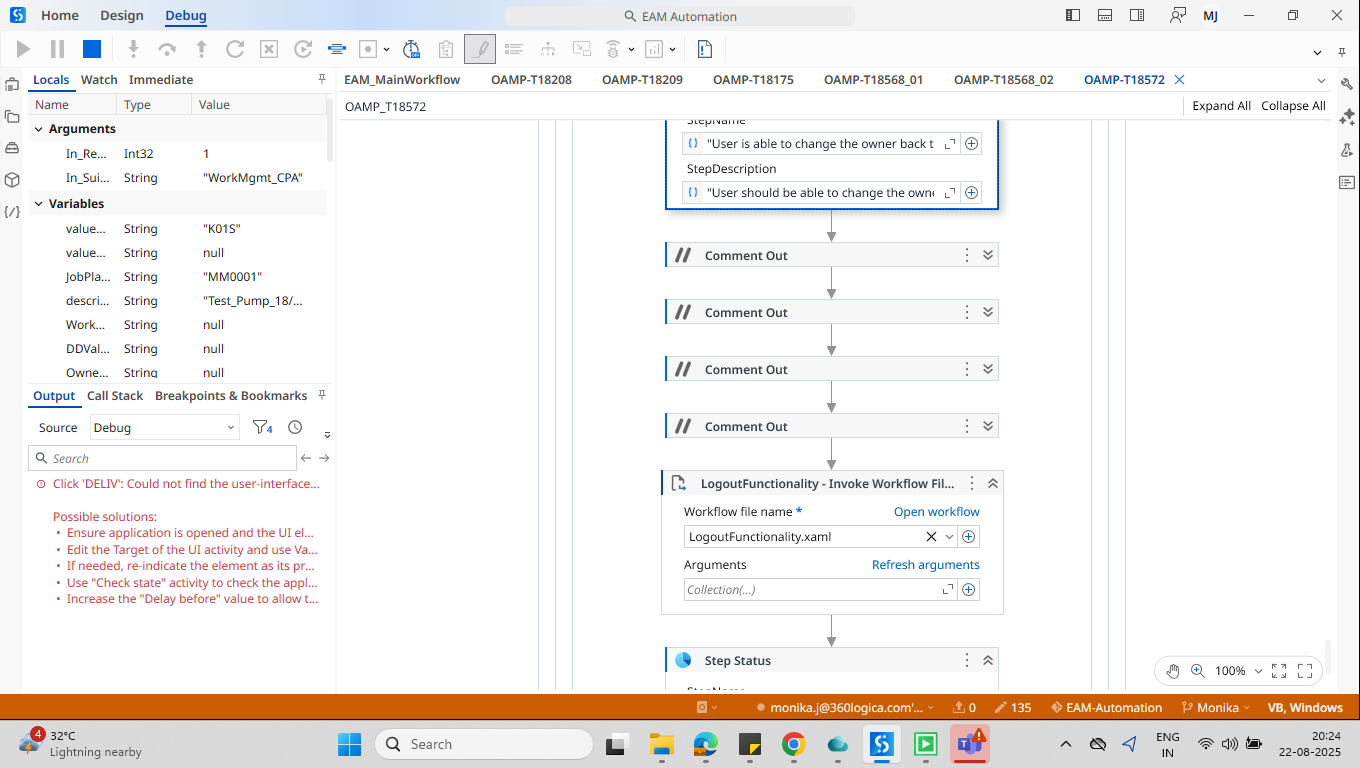 Home Design Debug EAM Automation MJ
Locals Watch Immediate
EAM_MainWorkflow OAMP-T18208 OAMP-T18209 OAMP-T18175 OAMP-T18568_01 OAMP-T18568_02 OAMP-T18572
Name Type Value
OAMP_T18572 Expand All Collapse All
Arguments
In_Re... Int32 1
In_Sui... String "WorkMgmt_CPA"
Variables
value... String "K01S"
value... String null
JobPla... String "MM0001"
descri... String "Test_Pump_18/...
Work... String null
DDVal... String null
Owne... String null
Output Call Stack Breakpoints & Bookmarks
Source Debug 4
Search
Click 'DELIV': Could not find the user-interface...
Possible solutions:
• Ensure application is opened and the UI el...
• Edit the Target of the UI activity and use Va...
• If needed, re-indicate the element as its pr...
• Use "Check state" activity to check the appl...
• Increase the "Delay before" value to allow t...
StepName
"User is able to change the owner back t
StepDescription
"User should be able to change the owne
// Comment Out
// Comment Out
// Comment Out
// Comment Out
LogoutFunctionality - Invoke Workflow Fil...
Workflow file name * Open workflow
LogoutFunctionality.xaml
Arguments Refresh arguments
Collection(...)
Step Status
StepName
100%
monika.j@360logica.com'... 0 135 EAM-Automation Monika VB, Windows
4 32°C
Lightning nearby
Search
ENG
IN
20:24
22-08-2025